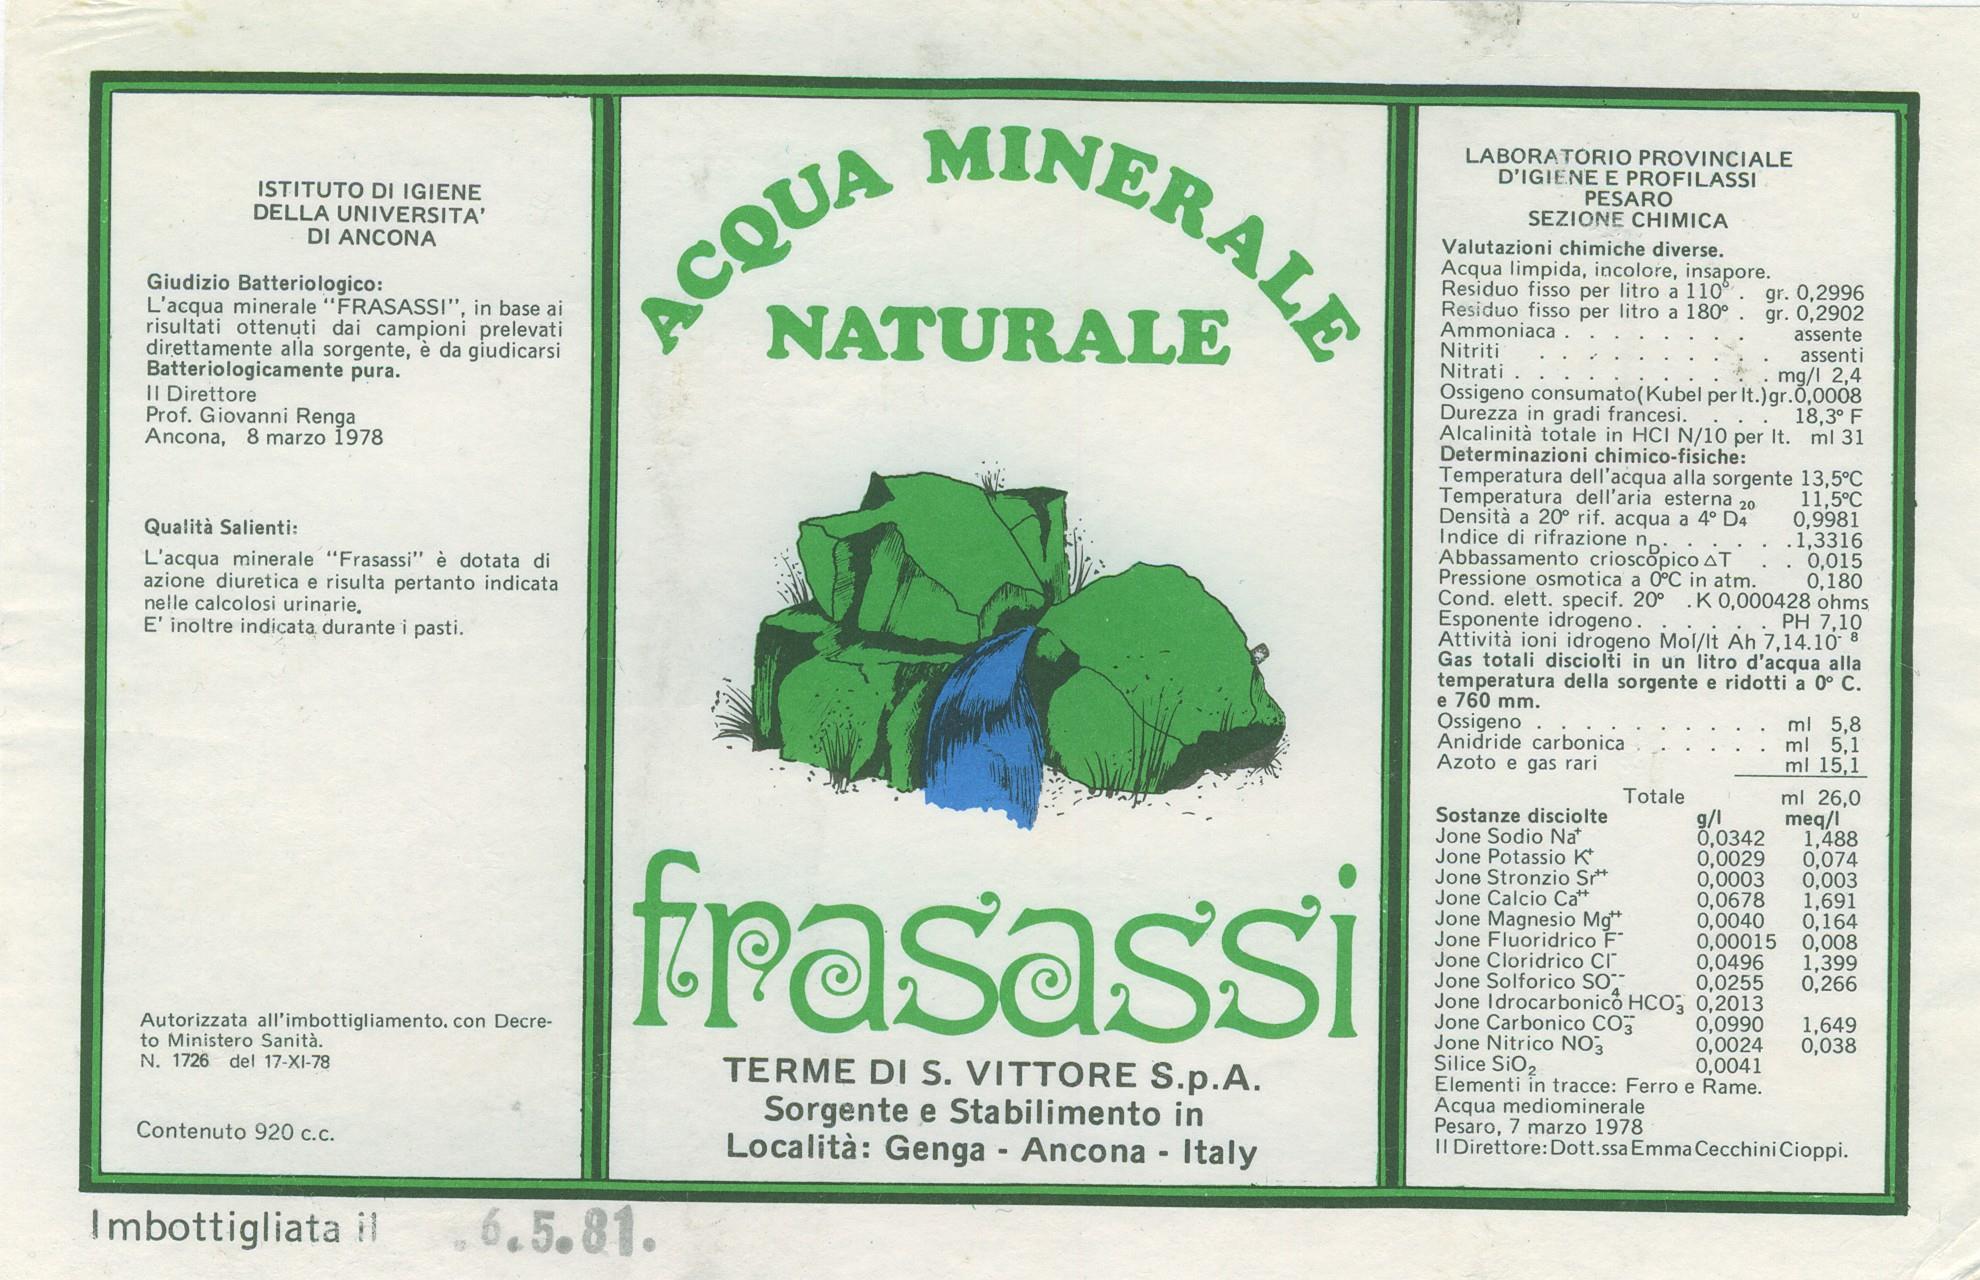 ISTITUTO DI IGIENE
DELLA UNIVERSITA'
DI ANCONA
Giudizio Batteriologico:
L'acqua minerale "FRASASSI", in base ai
risultati ottenuti dai campioni prelevati
direttamente alla sorgente, è da giudicarsi
Batteriologicamente pura.
Il Direttore
Prof. Giovanni Renga
Ancona, 8 marzo 1978
Qualità Salienti:
L'acqua minerale "Frasassi" è dotata di
azione diuretica e risulta pertanto indicata
nelle calcolosi urinarie.
E' inoltre indicata durante i pasti.
Autorizzata all'imbottigliamento. con Decre-
to Ministero Sanità.
N. 1726 del 17-XI-78
Contenuto 920 c.c.
ACQUA MINERALE
NATURALE
frasassi
TERME DI S. VITTORE S.p.A.
Sorgente e Stabilimento in
Località: Genga - Ancona - Italy
LABORATORIO PROVINCIALE
D'IGIENE E PROFILASSI
PESARO
SEZIONE CHIMICA
Valutazioni chimiche diverse.
Acqua limpida, incolore, insapore.
Residuo fisso per litro a 110° . gr. 0,2996
Residuo fisso per litro a 180° . gr. 0,2902
Ammoniaca . . . . . . . . assente
Nitriti . . . . . . . . . assenti
Nitrati . . . . . . . . . . . mg/l 2,4
Ossigeno consumato (Kubel per lt.) gr. 0,0008
Durezza in gradi francesi. . . . 18,3° F
Alcalinità totale in HCl N/10 per lt. ml 31
Determinazioni chimico-fisiche:
Temperatura dell'acqua alla sorgente 13,5°C
Temperatura dell'aria esterna 11,5°C
Densità a 20° rif. acqua a 4° D₄²⁰ 0,9981
Indice di rifrazione nD . . . . . . 1,3316
Abbassamento crioscòpico △T . . 0,015
Pressione osmotica a 0°C in atm. 0,180
Cond. elett. specif. 20° . K 0,000428 ohms
Esponente idrogeno . . . . . . PH 7,10
Attività ioni idrogeno Mol/lt Ah 7,14.10⁻⁸
Gas totali disciolti in un litro d'acqua alla
temperatura della sorgente e ridotti a 0° C.
e 760 mm.
Ossigeno . . . . . . . . . . ml 5,8
Anidride carbonica . . . . . . ml 5,1
Azoto e gas rari ml 15,1
Totale ml 26,0
Sostanze disciolte g/l meq/l
Jone Sodio Na⁺ 0,0342 1,488
Jone Potassio K⁺ 0,0029 0,074
Jone Stronzio Sr⁺⁺ 0,0003 0,003
Jone Calcio Ca⁺⁺ 0,0678 1,691
Jone Magnesio Mg⁺⁺ 0,0040 0,164
Jone Fluoridrico F⁻ 0,00015 0,008
Jone Cloridrico Cl⁻ 0,0496 1,399
Jone Solforico SO₄⁻⁻ 0,0255 0,266
Jone Idrocarbonico HCO₃⁻ 0,2013
Jone Carbonico CO₃⁻⁻ 0,0990 1,649
Jone Nitrico NO₃⁻ 0,0024 0,038
Silice SiO₂ 0,0041
Elementi in tracce: Ferro e Rame.
Acqua mediominerale
Pesaro, 7 marzo 1978
Il Direttore: Dott.ssa Emma Cecchini Cioppi.
Imbottigliata il 6.5.81.